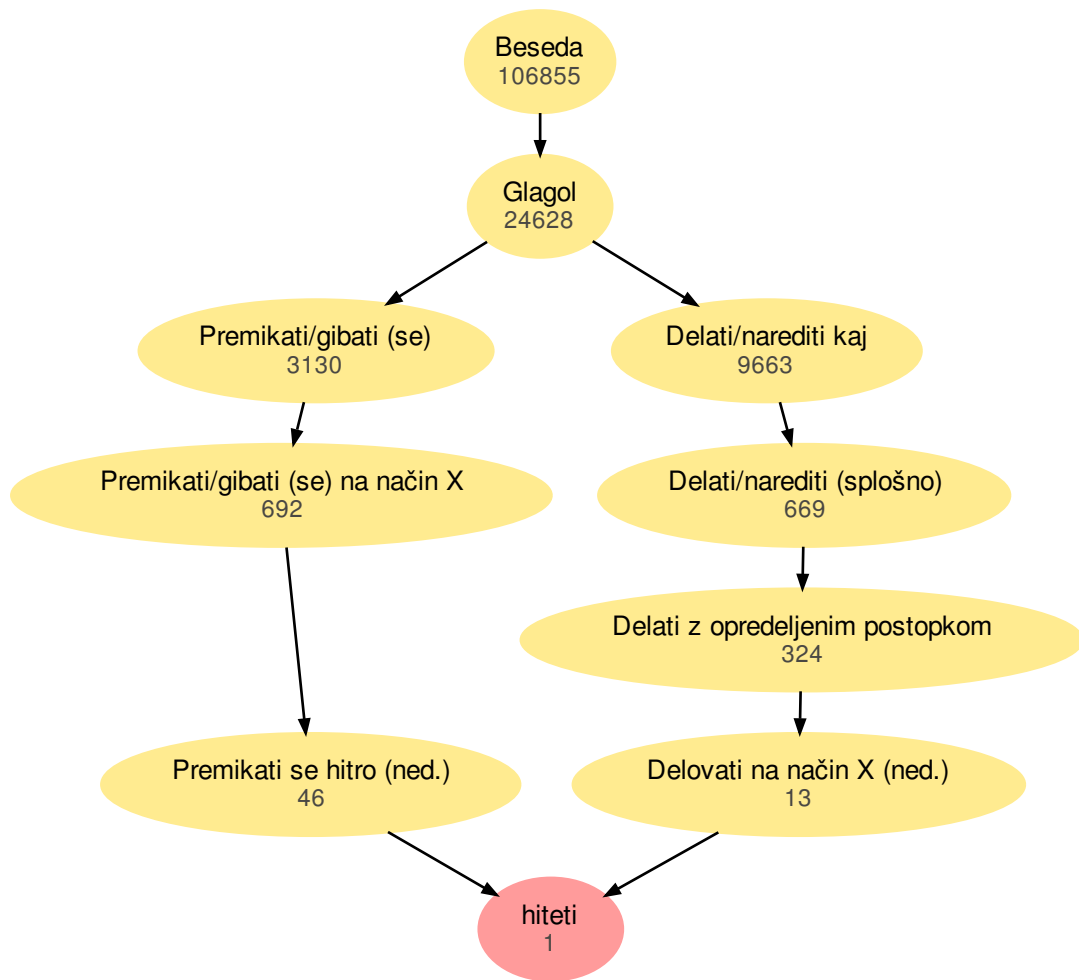 Beseda
106855
Glagol
24628
Premikati/gibati (se)
3130
Delati/narediti kaj
9663
Premikati/gibati (se) na način X
692
Delati/narediti (splošno)
669
Delati z opredeljenim postopkom
324
Premikati se hitro (ned.)
46
Delovati na način X (ned.)
13
hiteti
1